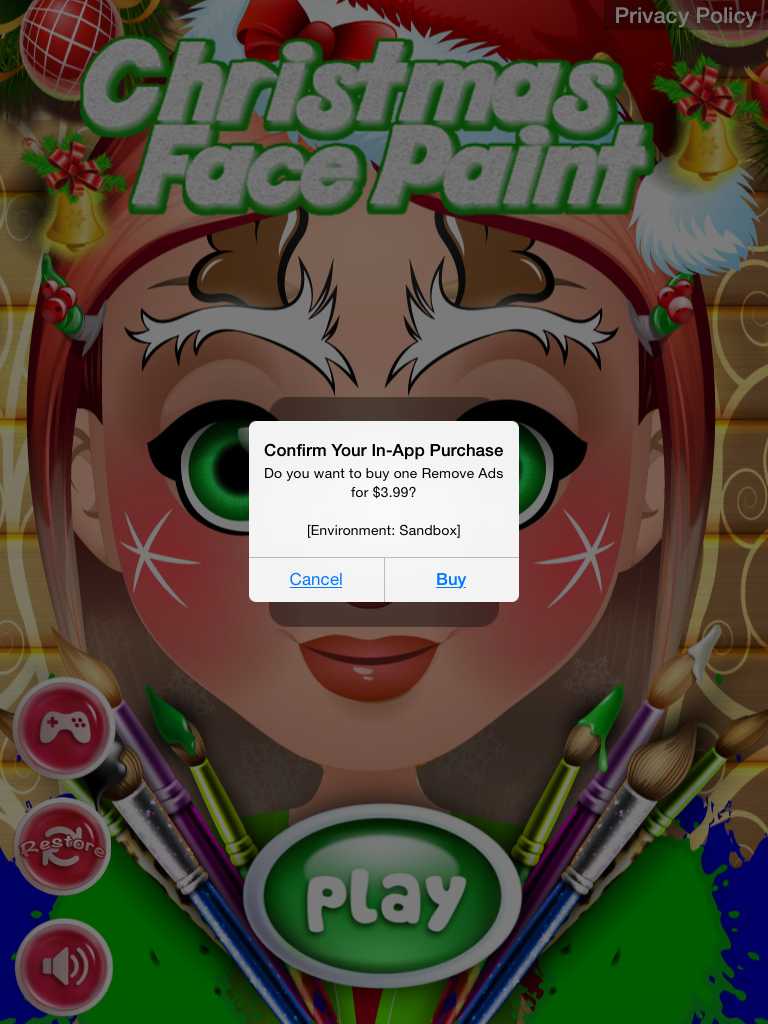 Privacy Policy
Christmas
Face Paint
Confirm Your In-App Purchase
Do you want to buy one Remove Ads
for $3.99?
[Environment: Sandbox]
Cancel
Buy
Restore
play